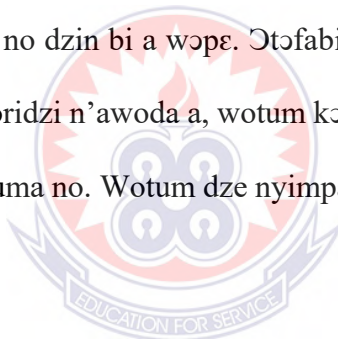 no dzin bi a wɔpɛ. Ɔtɔfabi
oridzi n’awoda a, wotum kɔ
uma no. Wotum dze nyimpa
EDUCATION FOR SERVICE